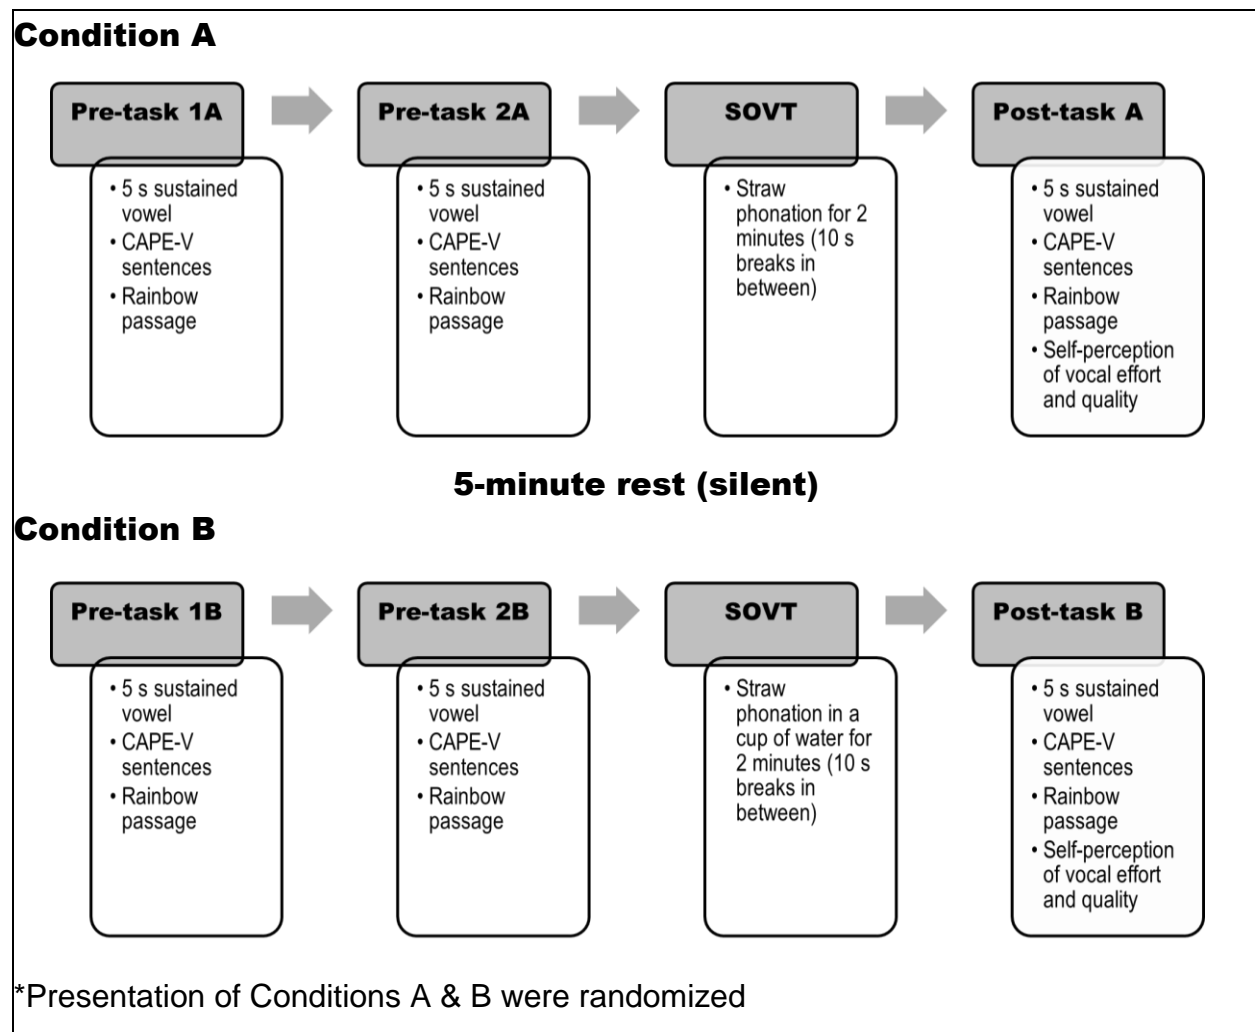 Condition A
Pre-task 1A
• 5 s sustained
vowel
• CAPE-V
sentences
• Rainbow
passage
Pre-task 2A
• 5 s sustained
vowel
• CAPE-V
sentences
• Rainbow
passage
SOVT
• Straw
phonation for 2
minutes (10 s
breaks in
between)
Post-task A
• 5 s sustained
vowel
• CAPE-V
sentences
• Rainbow
passage
• Self-perception
of vocal effort
and quality
5-minute rest (silent)
Condition B
Pre-task 1B
• 5 s sustained
vowel
• CAPE-V
sentences
• Rainbow
passage
Pre-task 2B
• 5 s sustained
vowel
• CAPE-V
sentences
• Rainbow
passage
SOVT
• Straw
phonation in a
cup of water for
2 minutes (10 s
breaks in
between)
Post-task B
• 5 s sustained
vowel
• CAPE-V
sentences
• Rainbow
passage
• Self-perception
of vocal effort
and quality
*Presentation of Conditions A & B were randomized